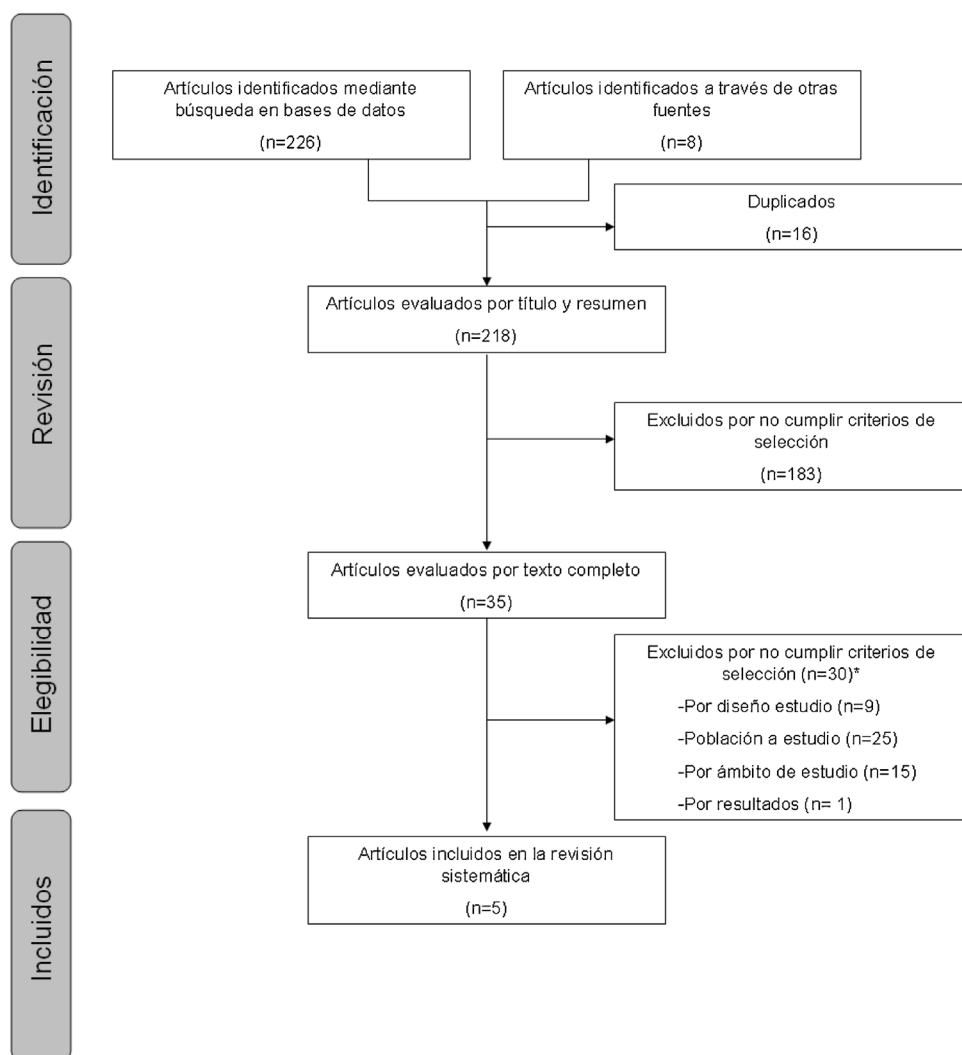 Identificación
Artículos identificados mediante
búsqueda en bases de datos
(n=226)
Artículos identificados a través de otras
fuentes
(n=8)
Duplicados
(n=16)
Revisión
Artículos evaluados por título y resumen
(n=218)
Excluidos por no cumplir criterios de
selección
(n=183)
Elegibilidad
Artículos evaluados por texto completo
(n=35)
Excluidos por no cumplir criterios de
selección (n=30)*
-Por diseño estudio (n=9)
-Población a estudio (n=25)
-Por ámbito de estudio (n=15)
-Por resultados (n= 1)
Incluidos
Artículos incluidos en la revisión
sistemática
(n=5)